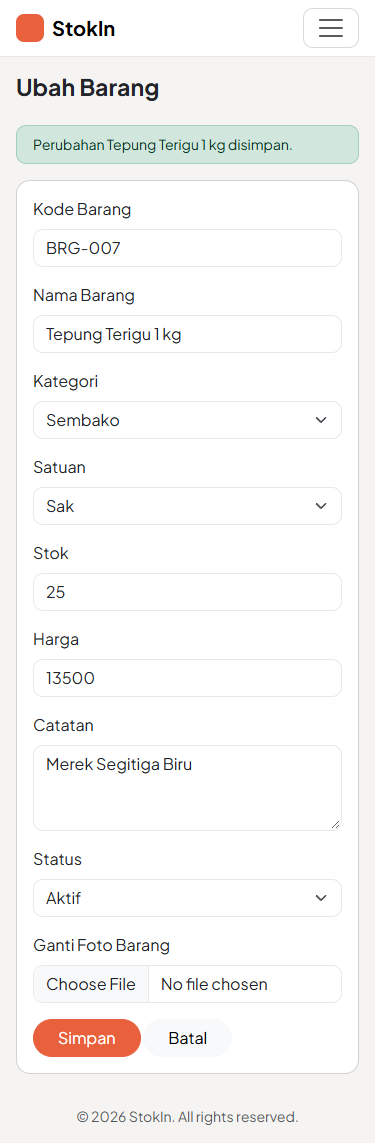 StokIn
Ubah Barang
Perubahan Tepung Terigu 1 kg disimpan.
Kode Barang
BRG-007
Nama Barang
Tepung Terigu 1 kg
Kategori
Sembako
Satuan
Sak
Stok
25
Harga
13500
Catatan
Merek Segitiga Biru
Status
Aktif
Ganti Foto Barang
Choose File No file chosen
Simpan Batal
© 2026 StokIn. All rights reserved.